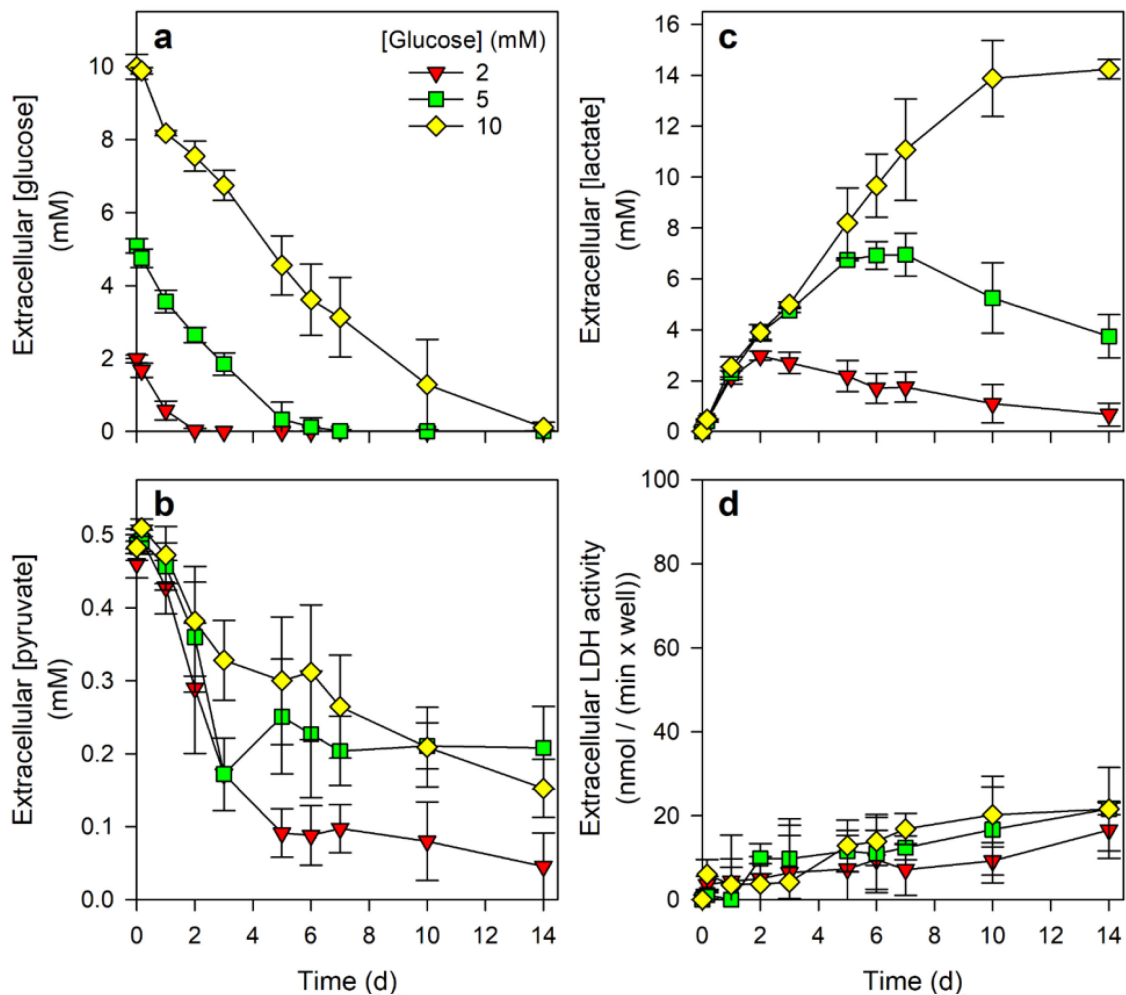 a
[Glucose] (mM)
2
5
10
10
8
6
4
2
0
Extracellular [glucose]
(mM)
c
16
14
12
10
8
6
4
2
0
Extracellular [lactate]
(mM)
b
0.5
0.4
0.3
0.2
0.1
0.0
Extracellular [pyruvate]
(mM)
0 2 4 6 8 10 12 14
Time (d)
d
100
80
60
40
20
0
Extracellular LDH activity
(nmol / (min x well))
0 2 4 6 8 10 12 14
Time (d)